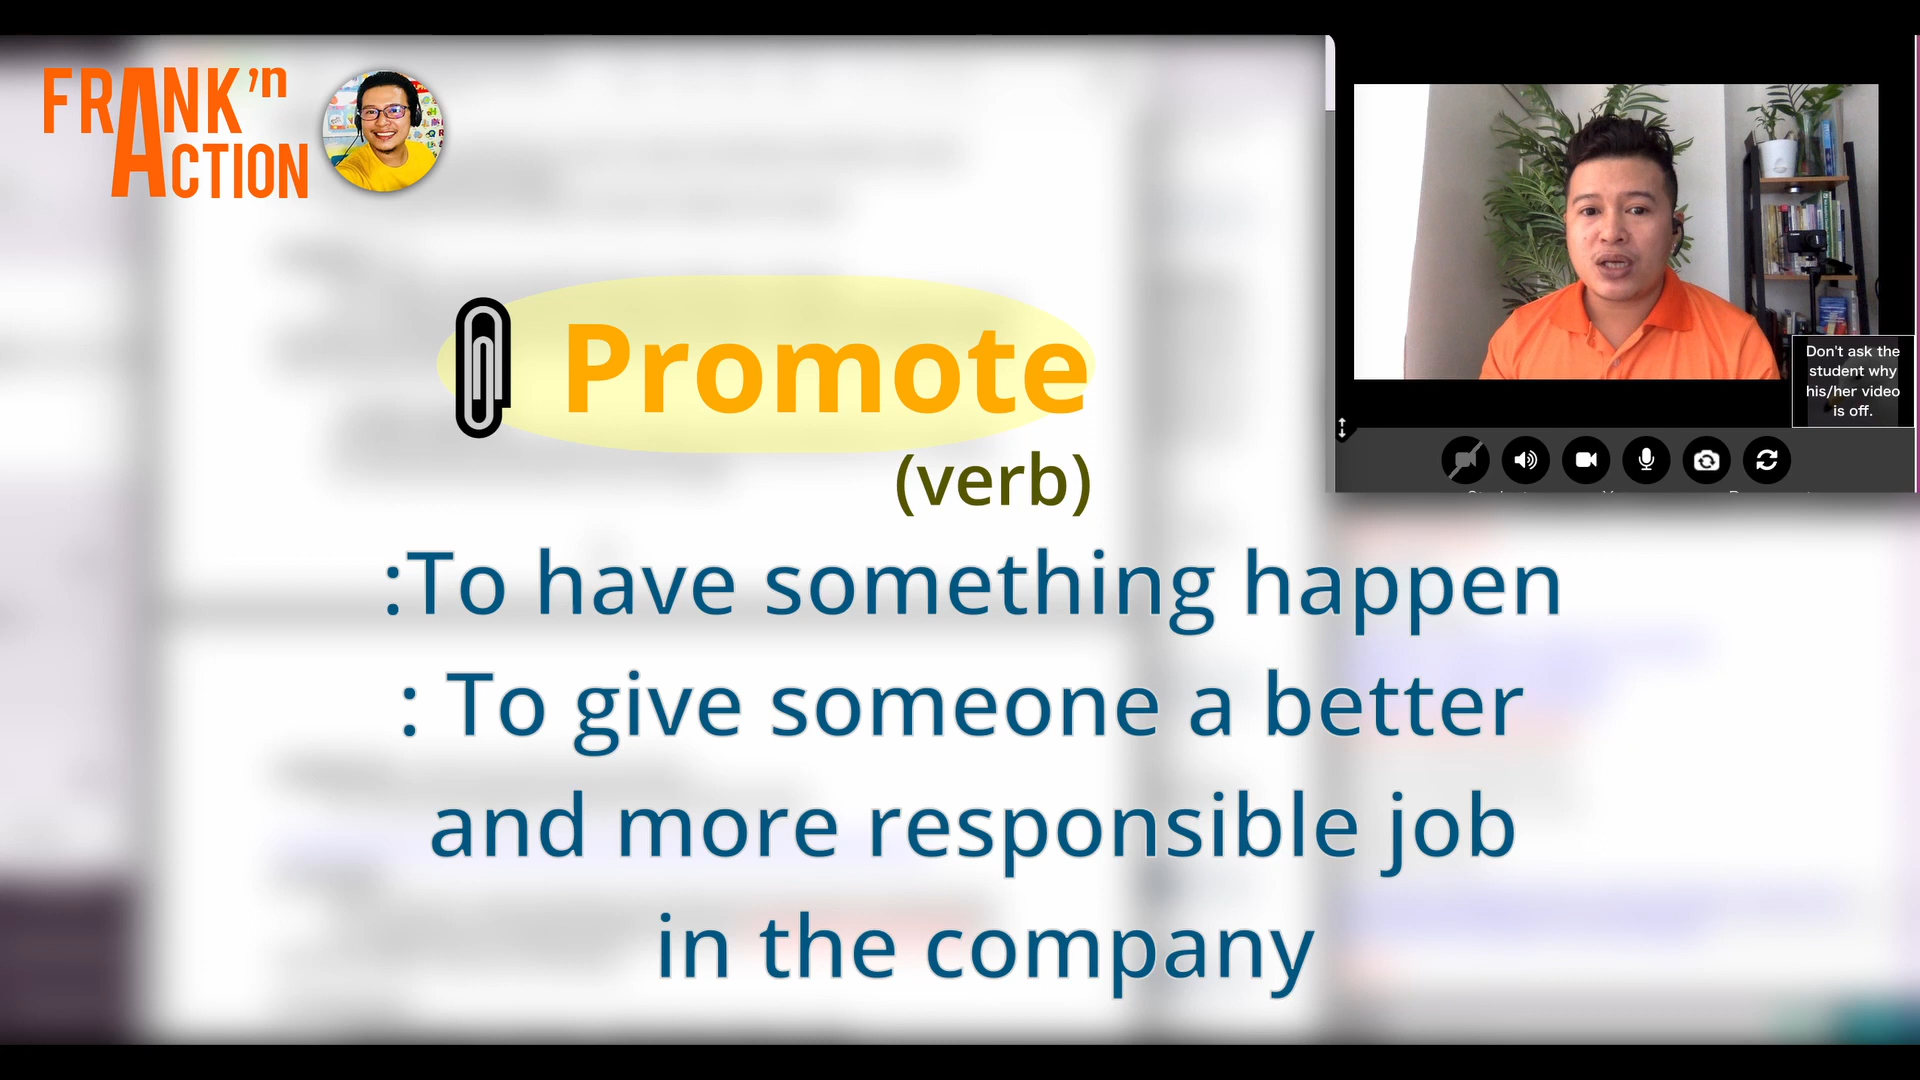 FRANK'n
ACTION
Promote
(verb)
:To have something happen
: To give someone a better
and more responsible job
in the company
Don't ask the
student why
his/her video
is off.